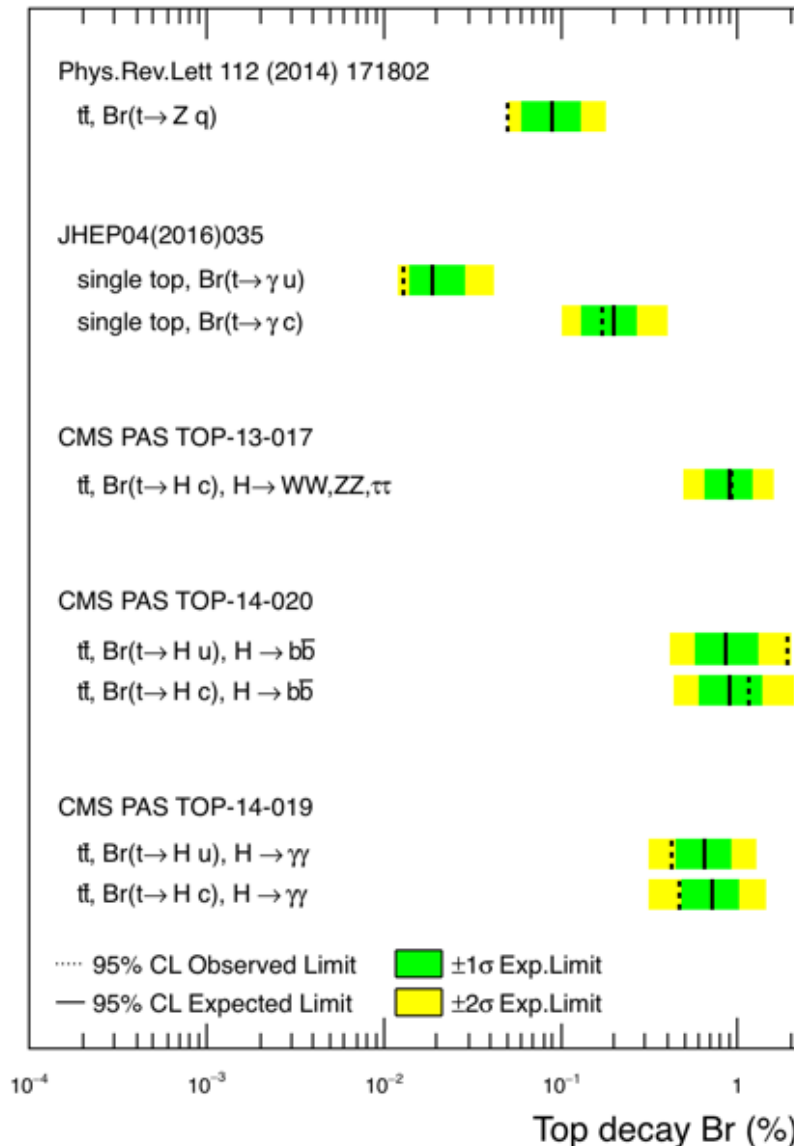 Phys.Rev.Lett 112 (2014) 171802
tt̄, Br(t→ Z q)
JHEP04(2016)035
single top, Br(t→ γ u)
single top, Br(t→ γ c)
CMS PAS TOP-13-017
tt̄, Br(t→ H c), H→ WW,ZZ,ττ
CMS PAS TOP-14-020
tt̄, Br(t→ H u), H → bb̄
tt̄, Br(t→ H c), H → bb̄
CMS PAS TOP-14-019
tt̄, Br(t→ H u), H → γγ
tt̄, Br(t→ H c), H → γγ
95% CL Observed Limit ±1σ Exp.Limit
95% CL Expected Limit ±2σ Exp.Limit
10⁻⁴ 10⁻³ 10⁻² 10⁻¹ 1
Top decay Br (%)